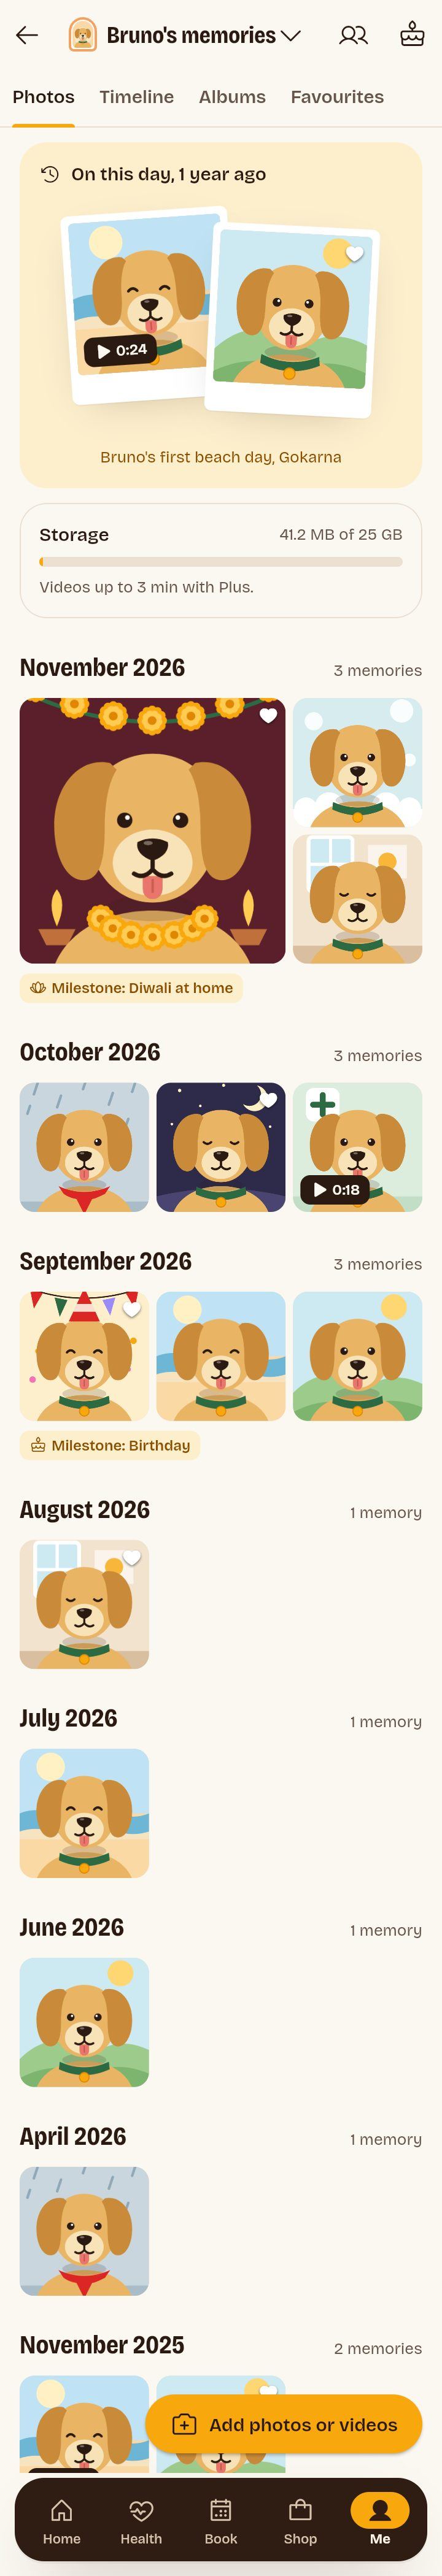 Bruno's memories
Photos Timeline Albums Favourites
On this day, 1 year ago
0:24
Bruno's first beach day, Gokarna
Storage 41.2 MB of 25 GB
Videos up to 3 min with Plus.
November 2026 3 memories
Milestone: Diwali at home
October 2026 3 memories
0:18
September 2026 3 memories
Milestone: Birthday
August 2026 1 memory
July 2026 1 memory
June 2026 1 memory
April 2026 1 memory
November 2025 2 memories
Add photos or videos
Home Health Book Shop Me